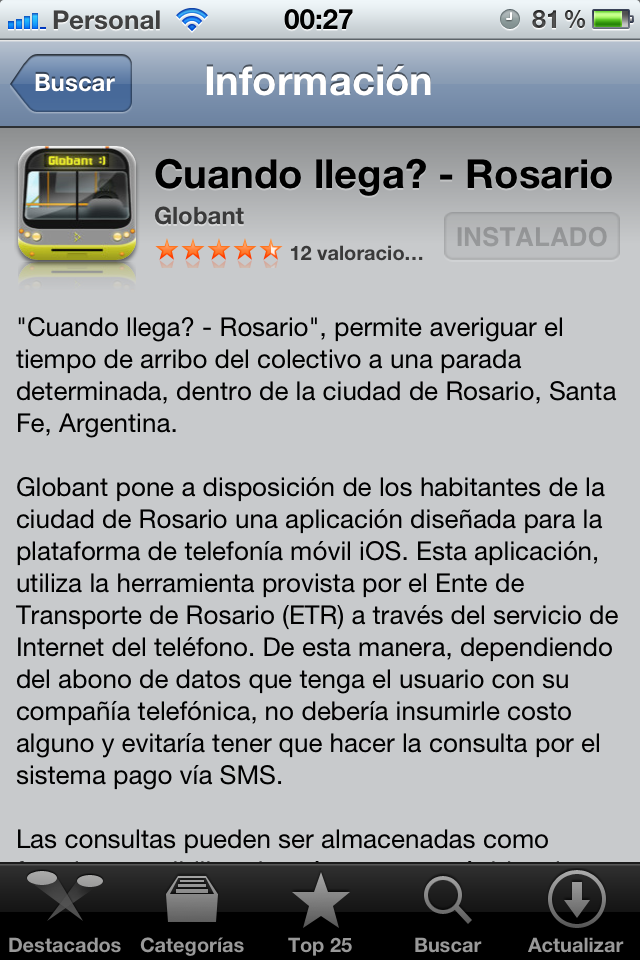 Personal 00:27 81 %
Buscar Información
Globant :)
Cuando llega? - Rosario
Globant
12 valoracio... INSTALADO
"Cuando llega? - Rosario", permite averiguar el
tiempo de arribo del colectivo a una parada
determinada, dentro de la ciudad de Rosario, Santa
Fe, Argentina.
Globant pone a disposición de los habitantes de la
ciudad de Rosario una aplicación diseñada para la
plataforma de telefonía móvil iOS. Esta aplicación,
utiliza la herramienta provista por el Ente de
Transporte de Rosario (ETR) a través del servicio de
Internet del teléfono. De esta manera, dependiendo
del abono de datos que tenga el usuario con su
compañía telefónica, no debería insumirle costo
alguno y evitaría tener que hacer la consulta por el
sistema pago vía SMS.
Las consultas pueden ser almacenadas como
Destacados Categorías Top 25 Buscar Actualizar